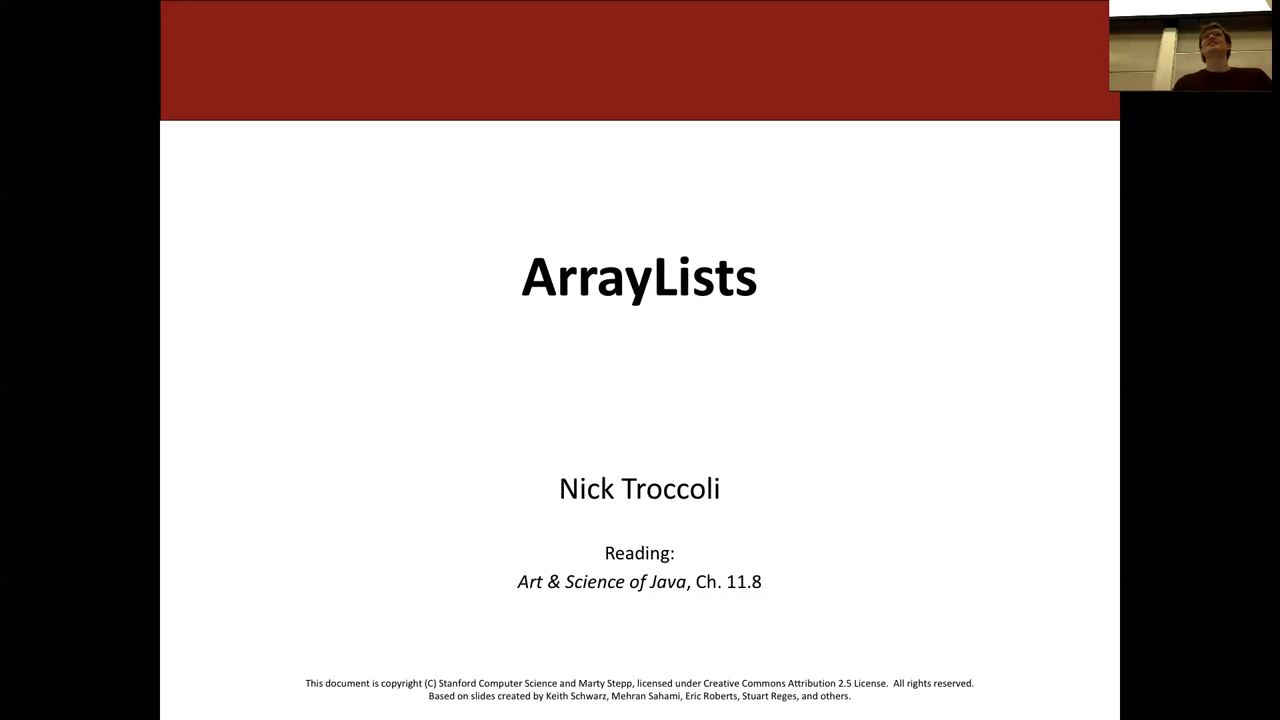 ArrayLists
Nick Troccoli
Reading:
Art & Science of Java, Ch. 11.8
This document is copyright (C) Stanford Computer Science and Marty Stepp, licensed under Creative Commons Attribution 2.5 License. All rights reserved.
Based on slides created by Keith Schwarz, Mehran Sahami, Eric Roberts, Stuart Reges, and others.